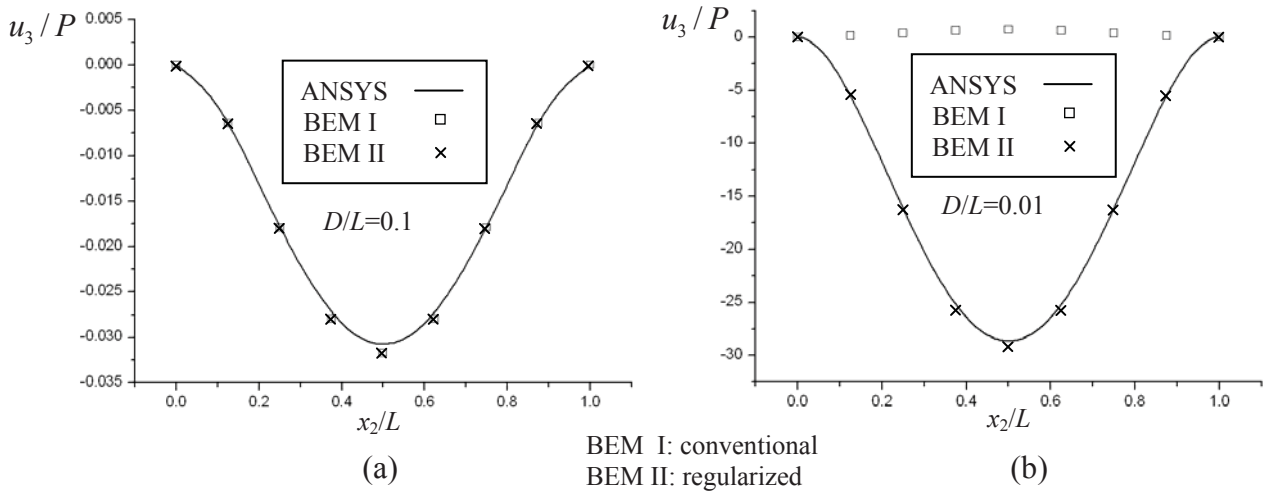 u₃ / P
0.005
0.000
-0.005
-0.010
-0.015
-0.020
-0.025
-0.030
-0.035
ANSYS
BEM I
BEM II
D/L=0.1
0.0 0.2 0.4 0.6 0.8 1.0
x₂/L
(a)
u₃ / P
0
-5
-10
-15
-20
-25
-30
ANSYS
BEM I
BEM II
D/L=0.01
0.0 0.2 0.4 0.6 0.8 1.0
x₂/L
(b)
BEM I: conventional
BEM II: regularized